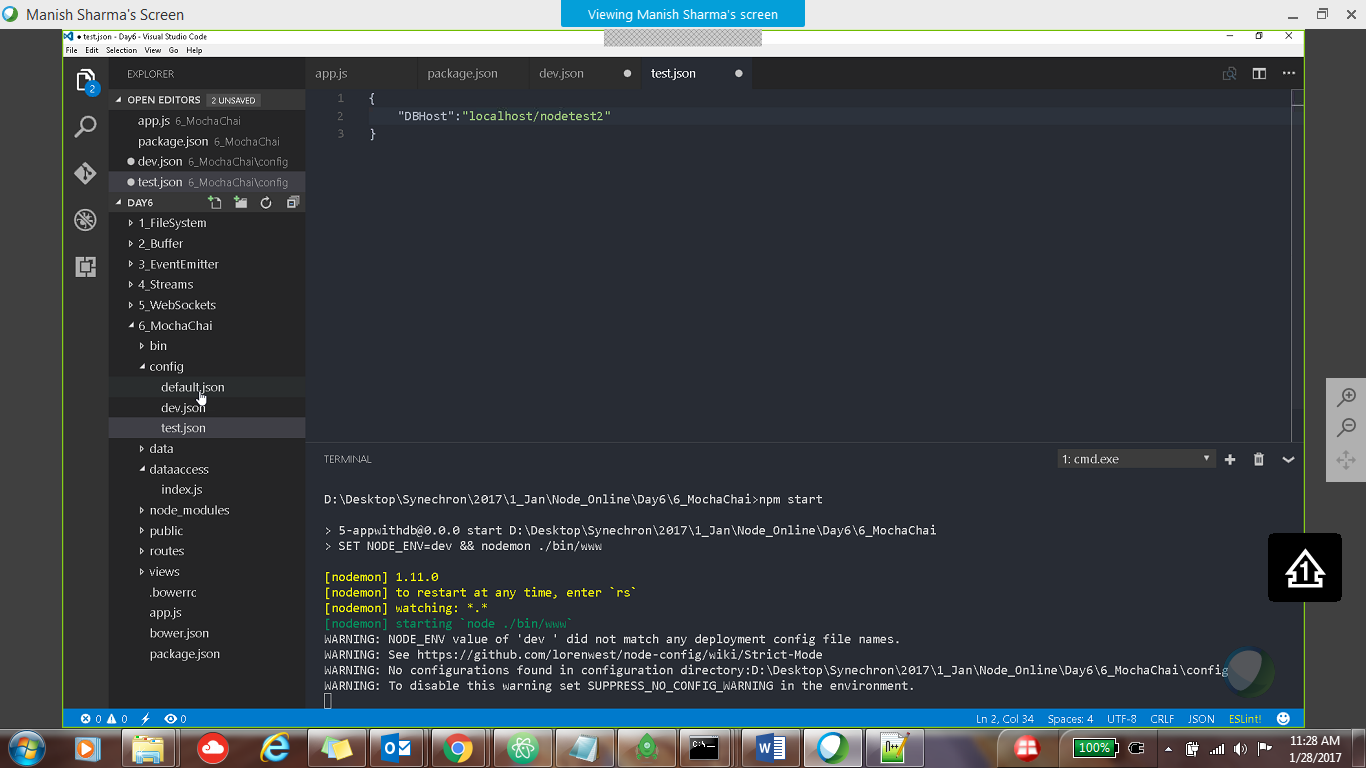 Manish Sharma's Screen
Viewing Manish Sharma's screen
test.json - Day6 - Visual Studio Code
File Edit Selection View Go Help
EXPLORER
OPEN EDITORS 2 UNSAVED
app.js 6_MochaChai
package.json 6_MochaChai
dev.json 6_MochaChai\config
test.json 6_MochaChai\config
DAY6
1_FileSystem
2_Buffer
3_EventEmitter
4_Streams
5_WebSockets
6_MochaChai
bin
config
default.json
dev.json
test.json
data
dataaccess
index.js
node_modules
public
routes
views
.bowerrc
app.js
bower.json
package.json
2
app.js package.json dev.json test.json
1 {
2 "DBHost":"localhost/nodetest2"
3 }
TERMINAL
1: cmd.exe
D:\Desktop\Synechron\2017\1_Jan\Node_Online\Day6\6_MochaChai>npm start
> 5-appwithdb@0.0.0 start D:\Desktop\Synechron\2017\1_Jan\Node_Online\Day6\6_MochaChai
> SET NODE_ENV=dev && nodemon ./bin/www
[nodemon] 1.11.0
[nodemon] to restart at any time, enter `rs`
[nodemon] watching: *.*
[nodemon] starting `node ./bin/www`
WARNING: NODE_ENV value of 'dev ' did not match any deployment config file names.
WARNING: See https://github.com/lorenwest/node-config/wiki/Strict-Mode
WARNING: No configurations found in configuration directory:D:\Desktop\Synechron\2017\1_Jan\Node_Online\Day6\6_MochaChai\config
WARNING: To disable this warning set SUPPRESS_NO_CONFIG_WARNING in the environment.
1
0 0 0
Ln 2, Col 34 Spaces: 4 UTF-8 CRLF JSON ESLint!
100%
11:28 AM
1/28/2017